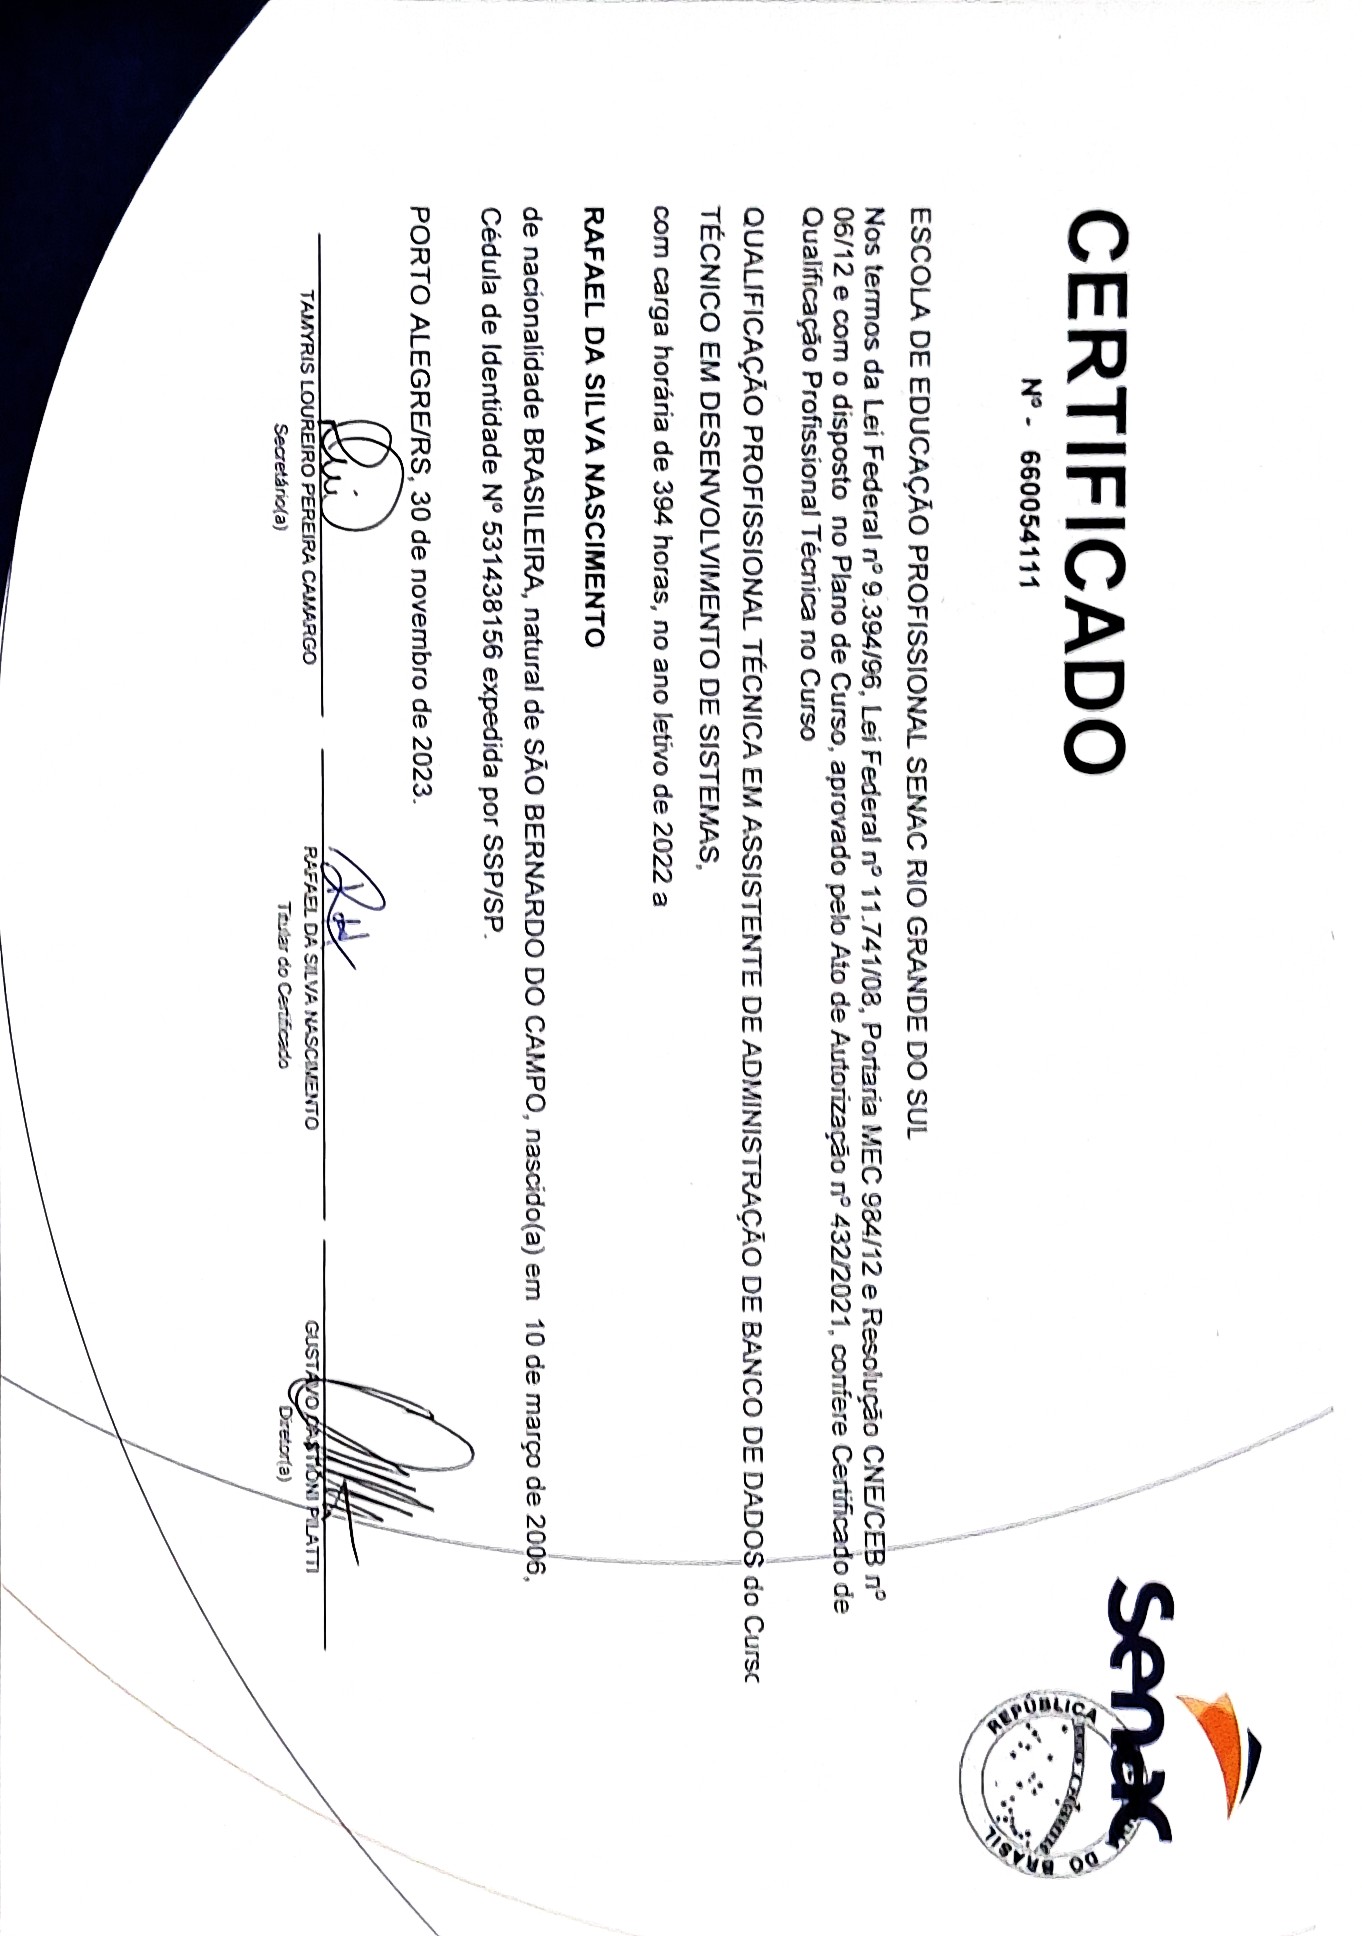 Senac
REPÚBLICA DO BRASIL
CERTIFICADO
Nº - 660054111
ESCOLA DE EDUCAÇÃO PROFISSIONAL SENAC RIO GRANDE DO SUL
Nos termos da Lei Federal nº 9.394/96, Lei Federal nº 11.741/08, Portaria MEC 984/12 e Resolução CNE/CEB nº
06/12 e com o disposto no Plano de Curso, aprovado pelo Ato de Autorização nº 432/2021, confere Certificado de
Qualificação Profissional Técnica no Curso
QUALIFICAÇÃO PROFISSIONAL TÉCNICA EM ASSISTENTE DE ADMINISTRAÇÃO DE BANCO DE DADOS do Curso
TÉCNICO EM DESENVOLVIMENTO DE SISTEMAS,
com carga horária de 394 horas, no ano letivo de 2022 a
RAFAEL DA SILVA NASCIMENTO
de nacionalidade BRASILEIRA, natural de SÃO BERNARDO DO CAMPO, nascido(a) em 10 de março de 2006,
Cédula de Identidade Nº 531438156 expedida por SSP/SP.
PORTO ALEGRE/RS, 30 de novembro de 2023.
TAMYRIS LOUREIRO PEREIRA CAMARGO
Secretário(a)
RAFAEL DA SILVA NASCIMENTO
Titular do Certificado
GUSTAVO CASTIONI PILATTI
Diretor(a)